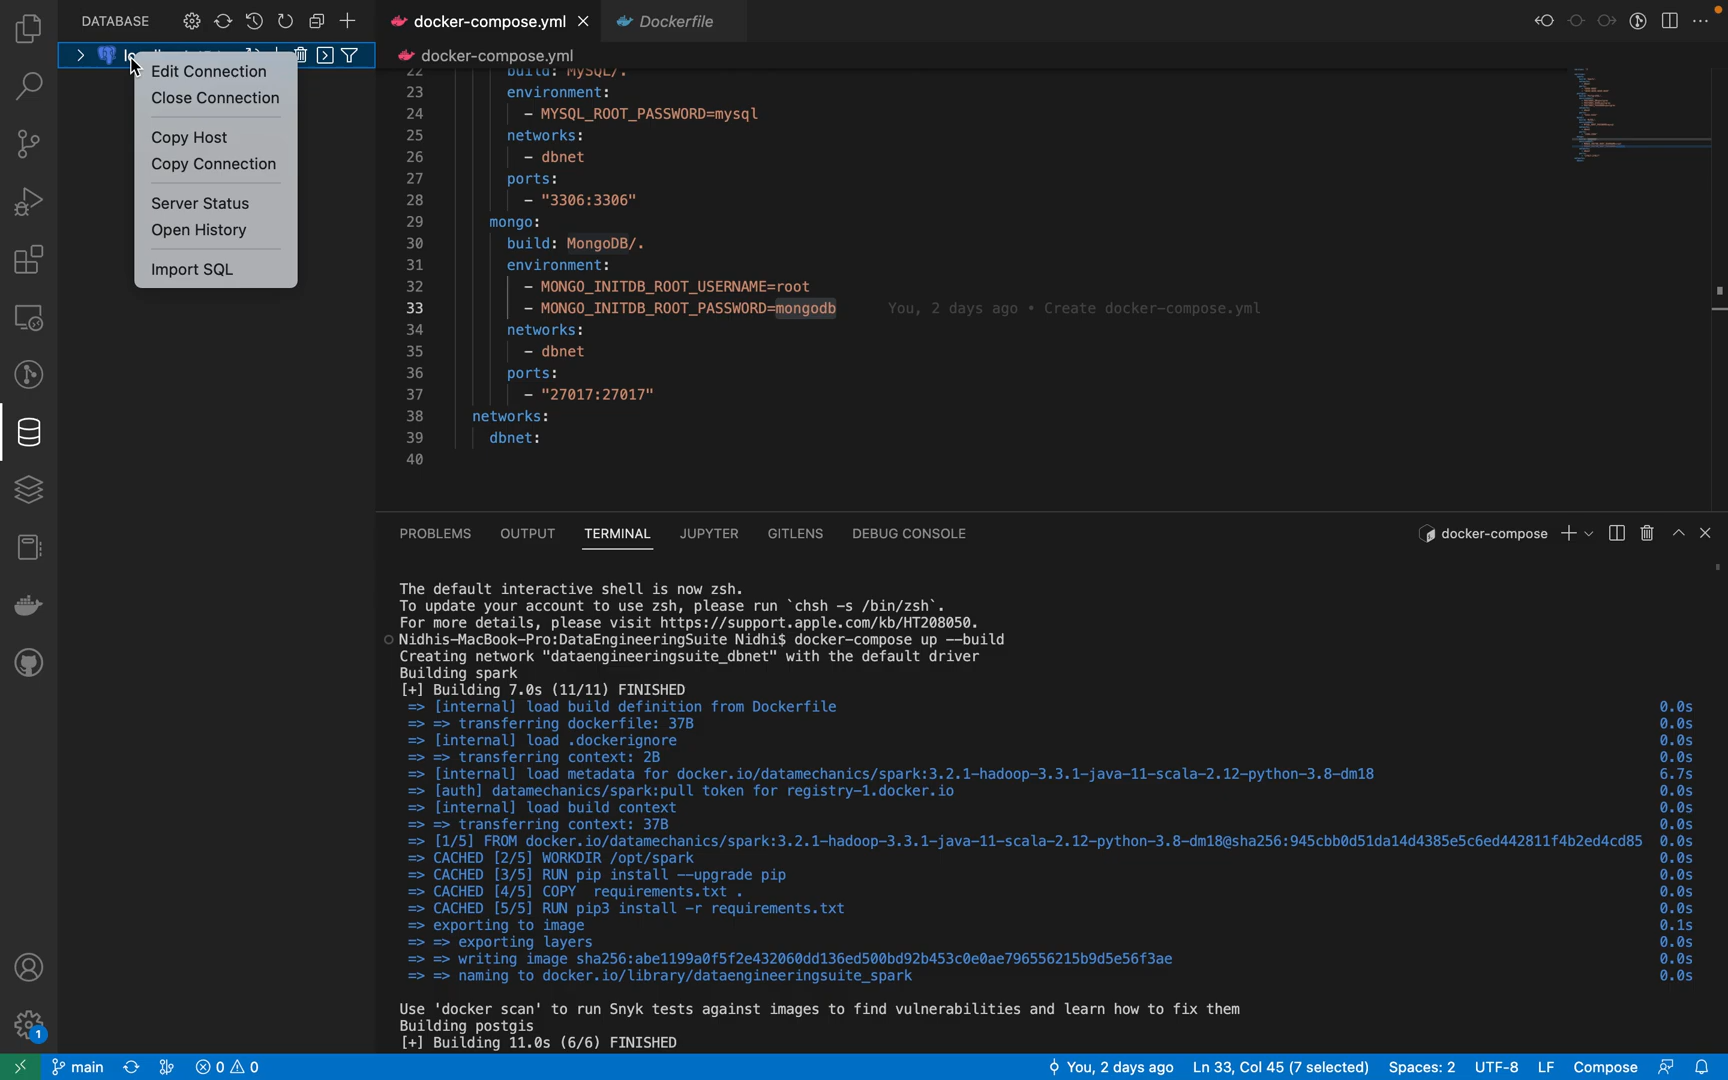 DATABASE
Edit Connection
Close Connection
Copy Host
Copy Connection
Server Status
Open History
Import SQL
docker-compose.yml
Dockerfile
docker-compose.yml
22 build: MySQL/.
23 environment:
24 - MYSQL_ROOT_PASSWORD=mysql
25 networks:
26 - dbnet
27 ports:
28 - "3306:3306"
29 mongo:
30 build: MongoDB/.
31 environment:
32 - MONGO_INITDB_ROOT_USERNAME=root
33 - MONGO_INITDB_ROOT_PASSWORD=mongodb You, 2 days ago • Create docker-compose.yml
34 networks:
35 - dbnet
36 ports:
37 - "27017:27017"
38 networks:
39 dbnet:
40
PROBLEMS OUTPUT TERMINAL JUPYTER GITLENS DEBUG CONSOLE docker-compose
The default interactive shell is now zsh.
To update your account to use zsh, please run `chsh -s /bin/zsh`.
For more details, please visit https://support.apple.com/kb/HT208050.
Nidhis-MacBook-Pro:DataEngineeringSuite Nidhi$ docker-compose up --build
Creating network "dataengineeringsuite_dbnet" with the default driver
Building spark
[+] Building 7.0s (11/11) FINISHED
=> [internal] load build definition from Dockerfile 0.0s
=> => transferring dockerfile: 37B 0.0s
=> [internal] load .dockerignore 0.0s
=> => transferring context: 2B 0.0s
=> [internal] load metadata for docker.io/datamechanics/spark:3.2.1-hadoop-3.3.1-java-11-scala-2.12-python-3.8-dm18 6.7s
=> [auth] datamechanics/spark:pull token for registry-1.docker.io 0.0s
=> [internal] load build context 0.0s
=> => transferring context: 37B 0.0s
=> [1/5] FROM docker.io/datamechanics/spark:3.2.1-hadoop-3.3.1-java-11-scala-2.12-python-3.8-dm18@sha256:945cbb0d51da14d4385e5c6ed442811f4b2ed4cd85 0.0s
=> CACHED [2/5] WORKDIR /opt/spark 0.0s
=> CACHED [3/5] RUN pip install --upgrade pip 0.0s
=> CACHED [4/5] COPY requirements.txt . 0.0s
=> CACHED [5/5] RUN pip3 install -r requirements.txt 0.0s
=> exporting to image 0.1s
=> => exporting layers 0.0s
=> => writing image sha256:abe1199a0f5f2e432060dd136ed500bd92b453c0e0ae796556215b9d5e56f3ae 0.0s
=> => naming to docker.io/library/dataengineeringsuite_spark 0.0s
Use 'docker scan' to run Snyk tests against images to find vulnerabilities and learn how to fix them
Building postgis
[+] Building 11.0s (6/6) FINISHED
1
main 0 0 You, 2 days ago Ln 33, Col 45 (7 selected) Spaces: 2 UTF-8 LF Compose